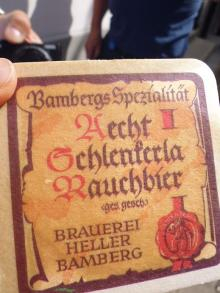 Bambergs Spezialität
Aecht
Schlenkerla
Rauchbier
ges. gesch.
BRAUEREI
HELLER
BAMBERG